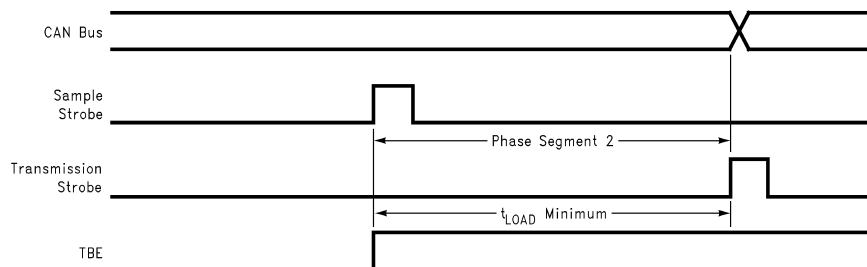 CAN Bus
Sample
Strobe
Phase Segment 2
Transmission
Strobe
tLOAD Minimum
TBE